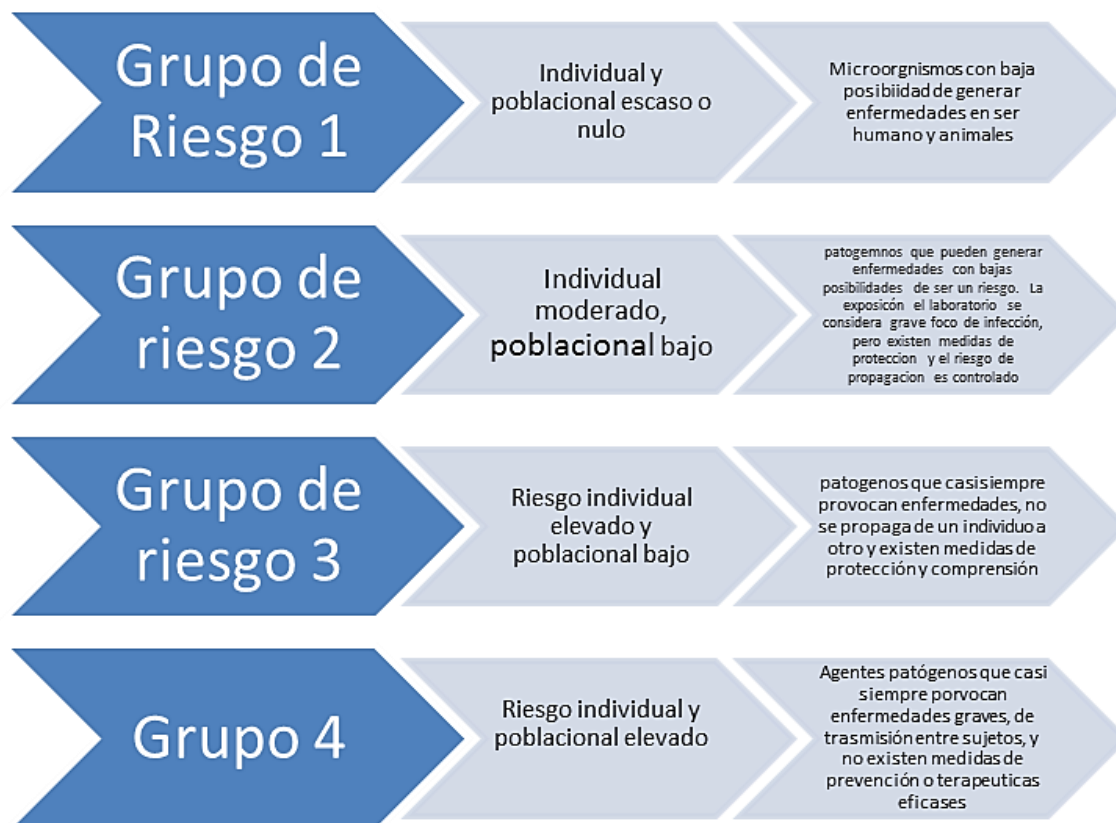 Grupo de
Riesgo 1
Individual y
poblacional escaso o
nulo
Microorgnismos con baja
posibiidad de generar
enfermedades en ser
humano y animales
Grupo de
riesgo 2
Individual
moderado,
poblacional bajo
patogemnos que pueden generar
enfermedades con bajas
posibilidades de ser un riesgo. La
exposicón el laboratorio se
considera grave foco de infección,
pero existen medidas de
proteccion y el riesgo de
propagacion es controlado
Grupo de
riesgo 3
Riesgo individual
elevado y
poblacional bajo
patogenos que casi siempre
provocan enfermedades, no
se propaga de un individuo a
otro y existen medidas de
protección y comprensión
Grupo 4
Riesgo individual y
poblacional elevado
Agentes patógenos que casi
siempre porvocan
enfermedades graves, de
trasmisión entre sujetos, y
no existen medidas de
prevención o terapeuticas
eficases